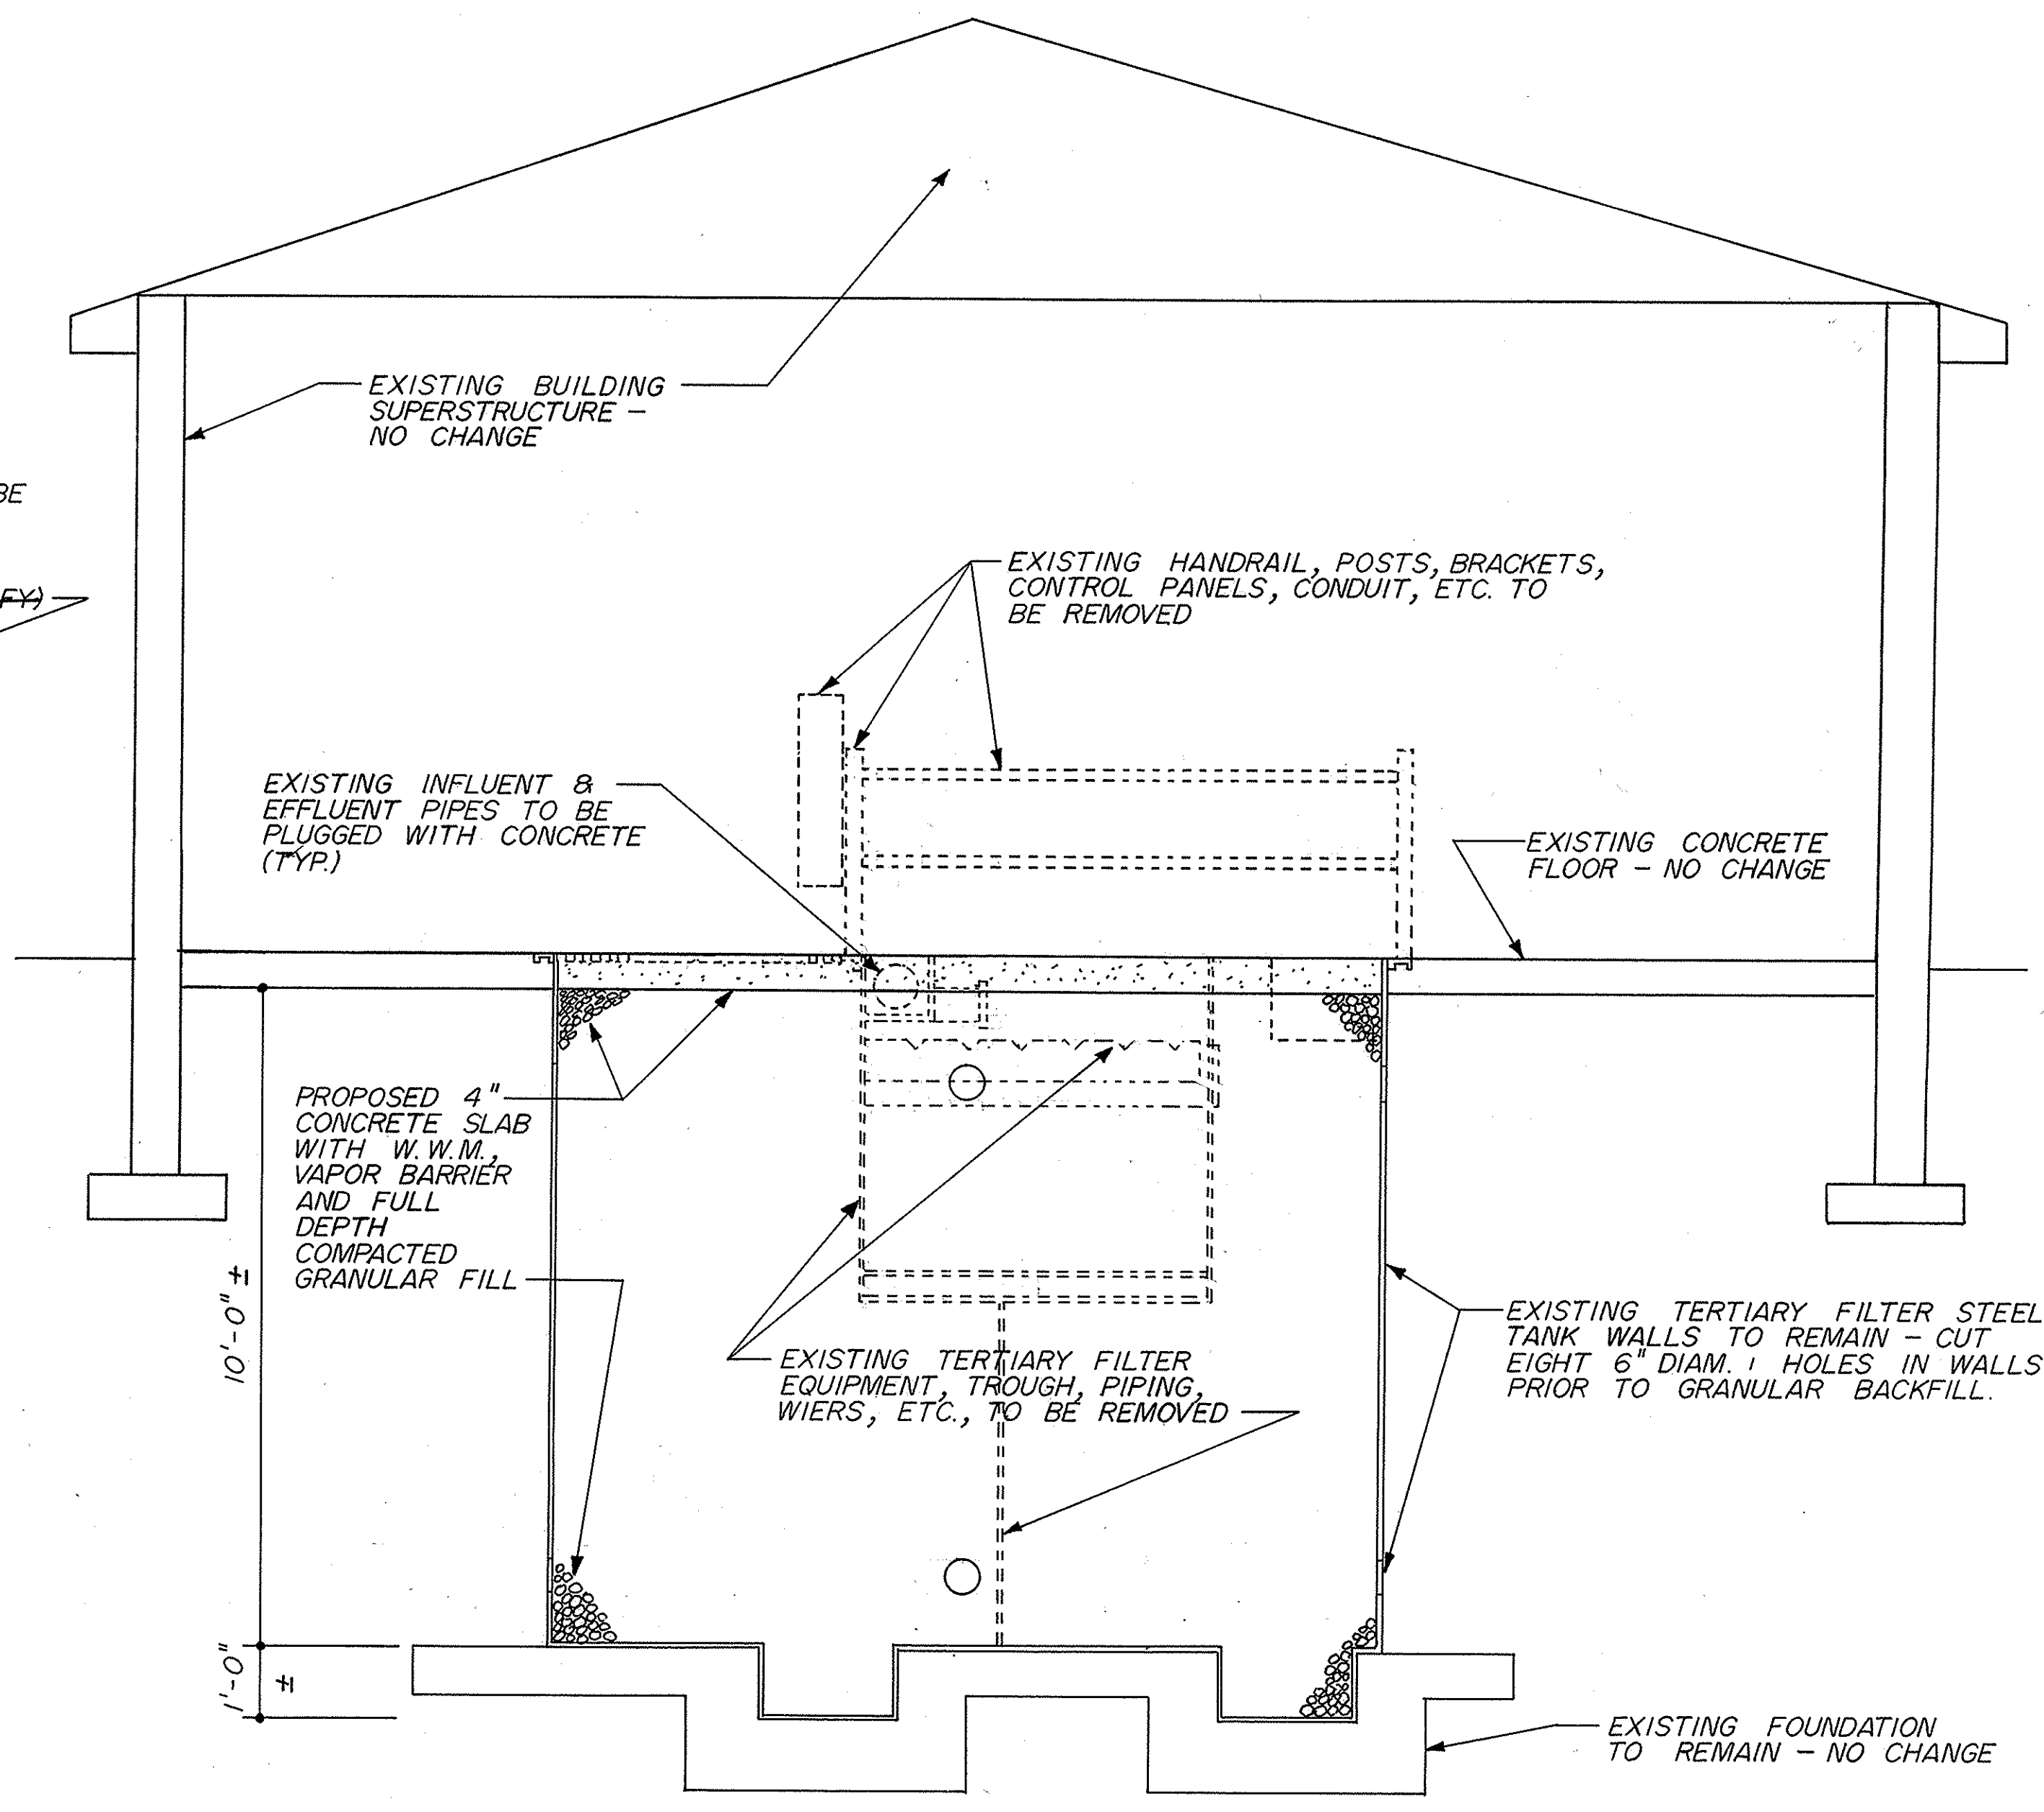 EXISTING BUILDING
SUPERSTRUCTURE –
NO CHANGE
BE
FY)
EXISTING HANDRAIL, POSTS, BRACKETS,
CONTROL PANELS, CONDUIT, ETC. TO
BE REMOVED
EXISTING INFLUENT &
EFFLUENT PIPES TO BE
PLUGGED WITH CONCRETE
(TYP.)
EXISTING CONCRETE
FLOOR – NO CHANGE
PROPOSED 4"
CONCRETE SLAB
WITH W.W.M.,
VAPOR BARRIER
AND FULL
DEPTH
COMPACTED
GRANULAR FILL
10'-0" ±
EXISTING TERTIARY FILTER STEEL
TANK WALLS TO REMAIN – CUT
EIGHT 6" DIAM. HOLES IN WALLS
PRIOR TO GRANULAR BACKFILL.
EXISTING TERTIARY FILTER
EQUIPMENT, TROUGH, PIPING,
WIERS, ETC., TO BE REMOVED
1'-0" ±
EXISTING FOUNDATION
TO REMAIN – NO CHANGE